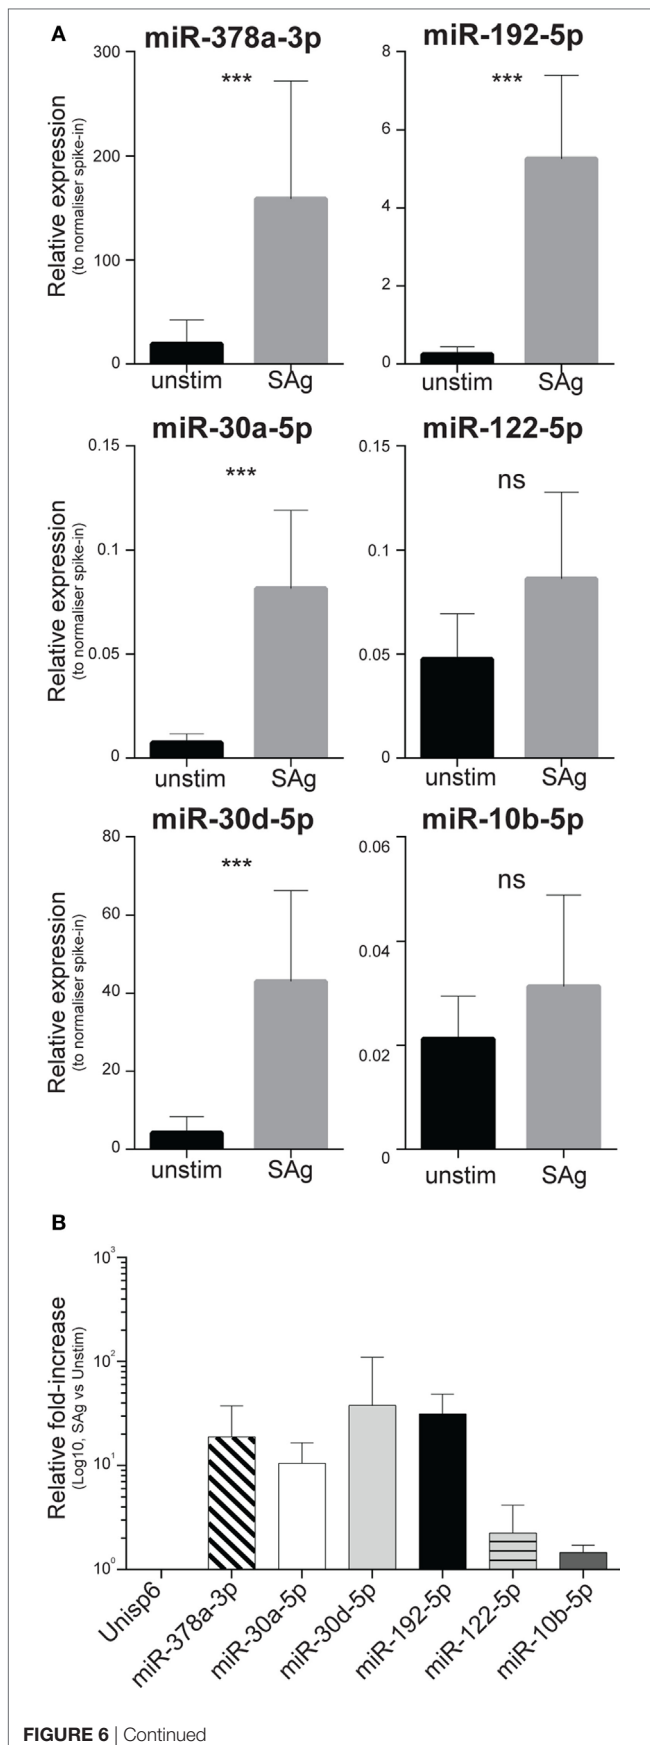 A
miR-378a-3p
miR-192-5p
Relative expression
(to normaliser spike-in)
300
200
100
0
***
unstim
SAg
8
6
4
2
0
***
unstim
SAg
miR-30a-5p
miR-122-5p
Relative expression
(to normaliser spike-in)
0.15
0.1
0.05
0
***
unstim
SAg
0.15
0.1
0.05
0
ns
unstim
SAg
miR-30d-5p
miR-10b-5p
Relative expression
(to normaliser spike-in)
80
60
40
20
0
***
unstim
SAg
0.06
0.04
0.02
0
ns
unstim
SAg
B
Relative fold-increase
(Log10, SAg vs Unstim)
10³
10²
10¹
10⁰
Unisp6
miR-378a-3p
miR-30a-5p
miR-30d-5p
miR-192-5p
miR-122-5p
miR-10b-5p
FIGURE 6 | Continued